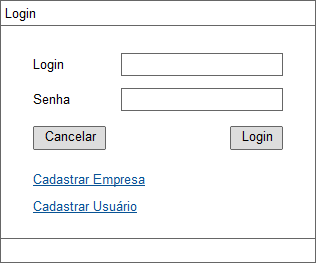 Login
Login
Senha
Cancelar Login
Cadastrar Empresa
Cadastrar Usuário